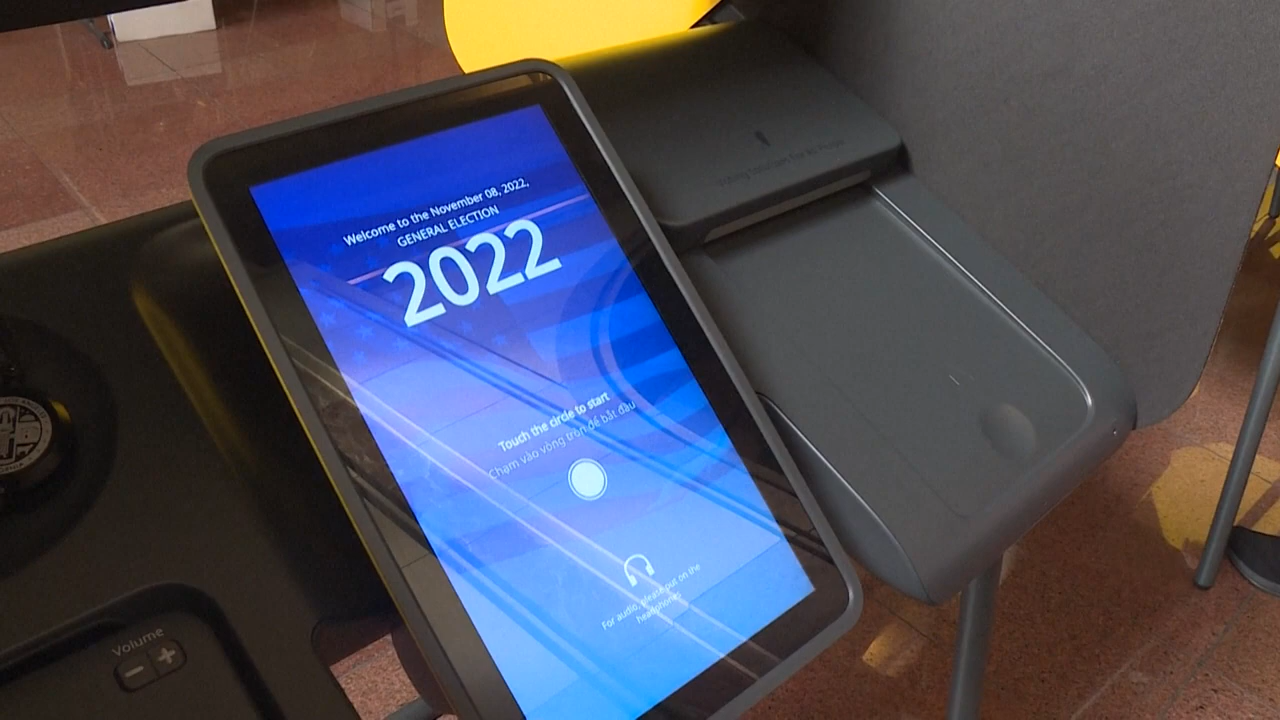 Welcome to the November 08, 2022,
GENERAL ELECTION
2022
Touch the circle to start
Chạm vào vòng tròn để bắt đầu
For audio, please put on the
headphones
Volume
- +